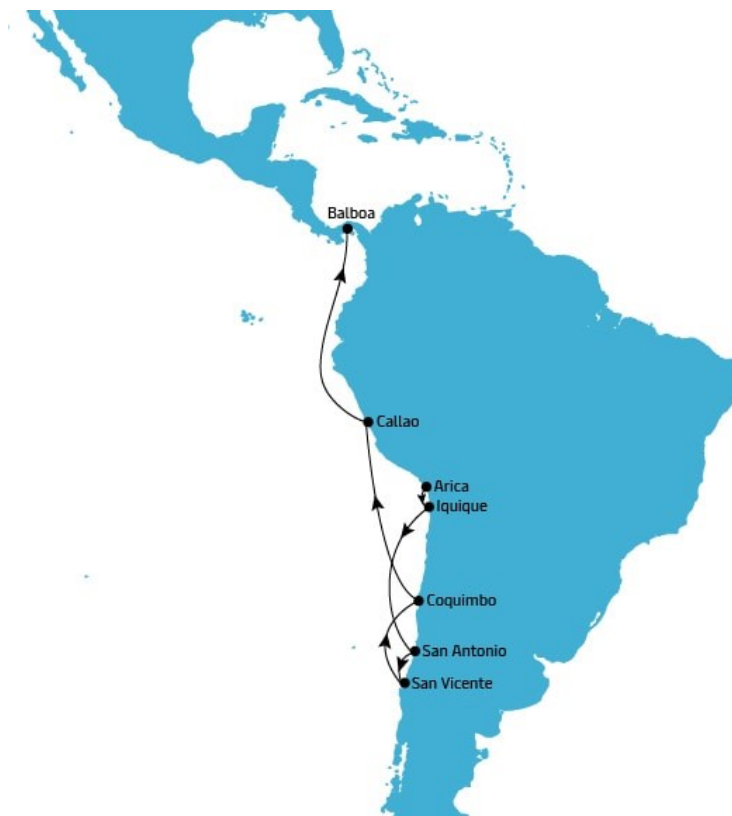 Balboa
Callao
Arica
Iquique
Coquimbo
San Antonio
San Vicente